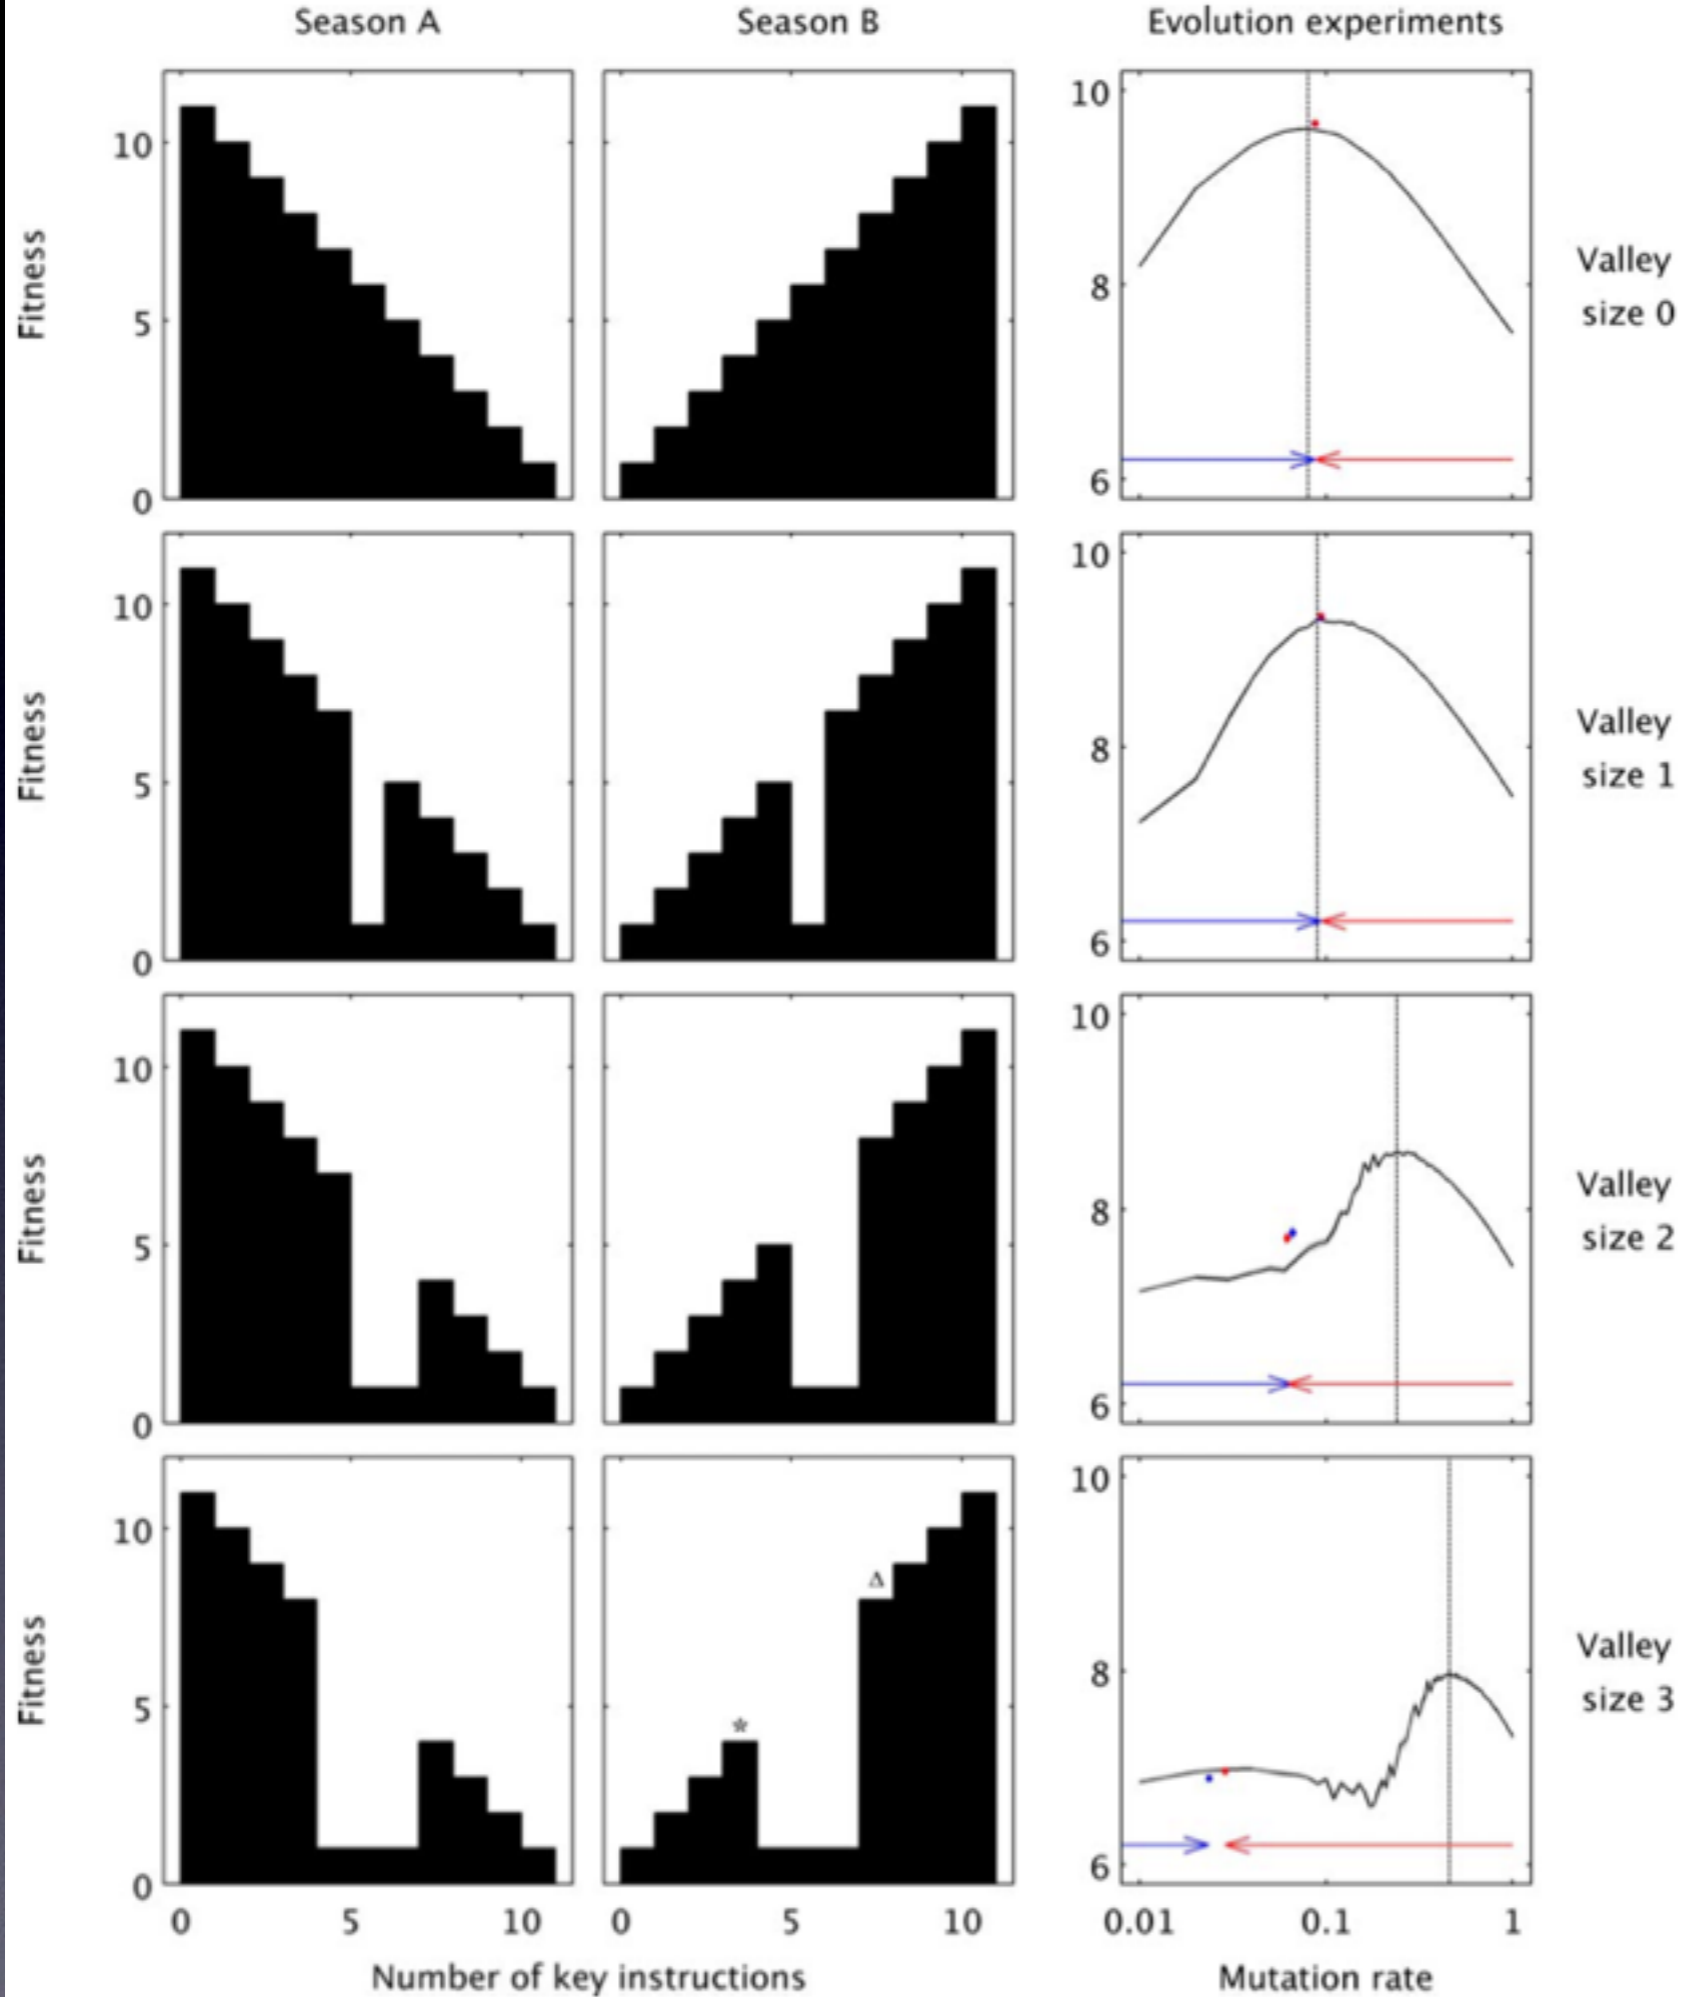 Season A
Season B
Evolution experiments
Fitness
10
5
0
10
8
6
Valley
size 0
Fitness
10
5
0
10
8
6
Valley
size 1
Fitness
10
5
0
10
8
6
Valley
size 2
Fitness
10
5
0
*
Δ
10
8
6
Valley
size 3
0 5 10
0 5 10
0.01 0.1 1
Number of key instructions
Mutation rate